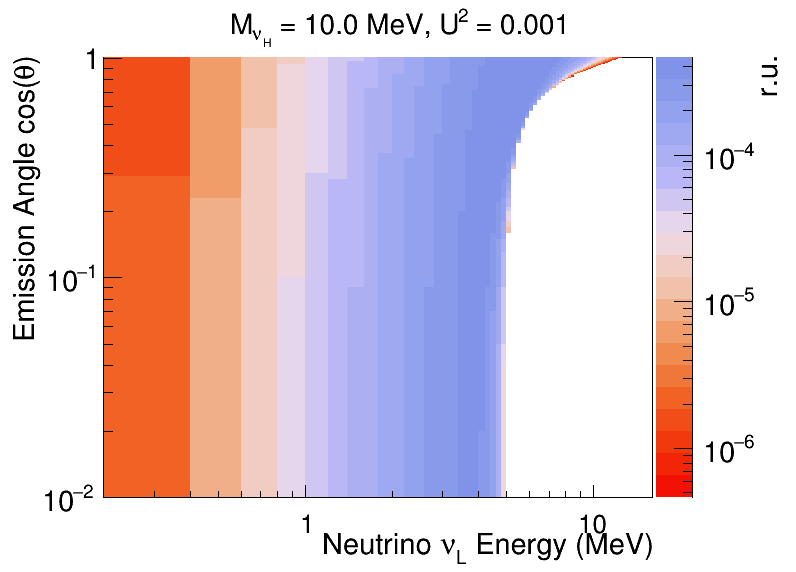 M_{ν_H} = 10.0 MeV, U² = 0.001
r.u.
Emission Angle cos(θ)
1
10⁻¹
10⁻²
10⁻⁴
10⁻⁵
10⁻⁶
1
10
Neutrino ν_L Energy (MeV)